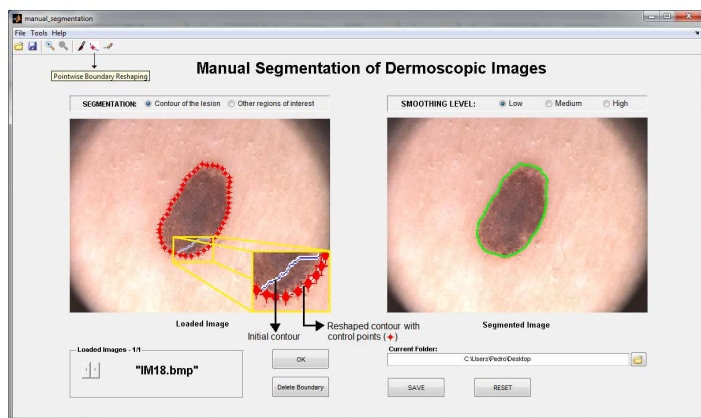 manual_segmentation
File Tools Help
Pointwise Boundary Reshaping
Manual Segmentation of Dermoscopic Images
SEGMENTATION: Contour of the lesion Other regions of interest
SMOOTHING LEVEL: Low Medium High
Loaded Image
Segmented Image
Initial contour
Reshaped contour with
control points (+)
Loaded Images - 1/1
"IM18.bmp"
OK
Delete Boundary
Current Folder:
C:\Users\Pedro\Desktop
SAVE
RESET